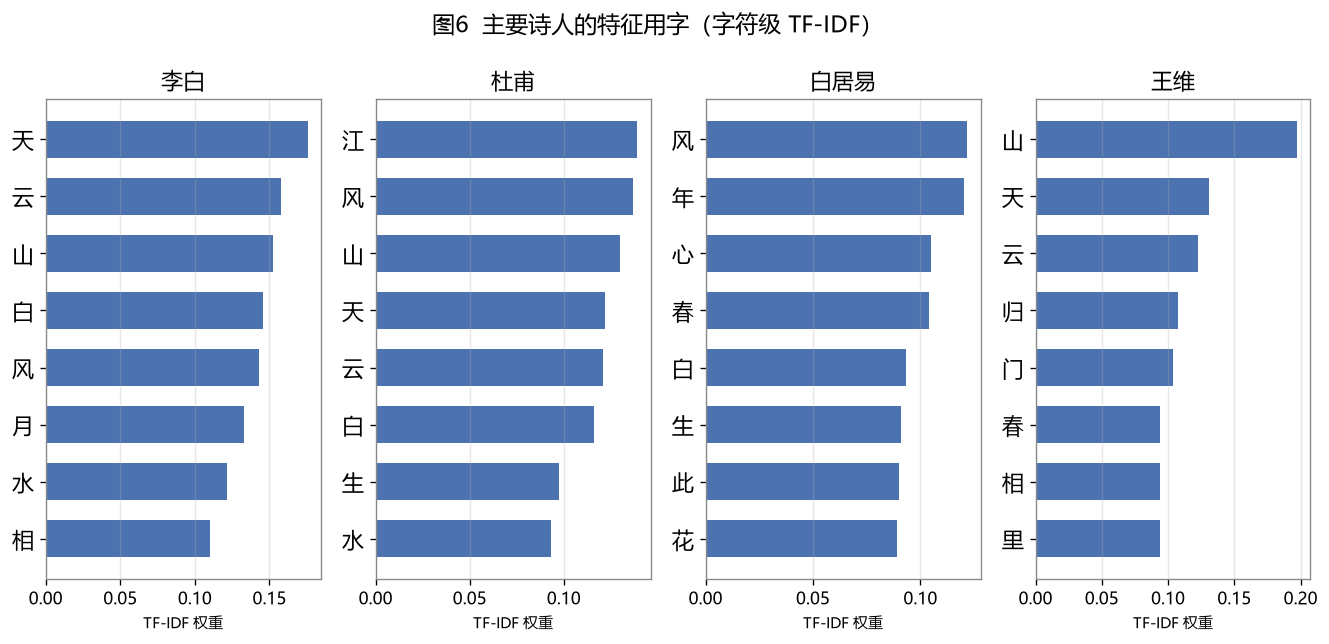 图6 主要诗人的特征用字（字符级 TF-IDF）
李白
天
云
山
白
风
月
水
相
0.00 0.05 0.10 0.15
TF-IDF 权重
杜甫
江
风
山
天
云
白
生
水
0.00 0.05 0.10
TF-IDF 权重
白居易
风
年
心
春
白
生
此
花
0.00 0.05 0.10
TF-IDF 权重
王维
山
天
云
归
门
春
相
里
0.00 0.05 0.10 0.15 0.20
TF-IDF 权重